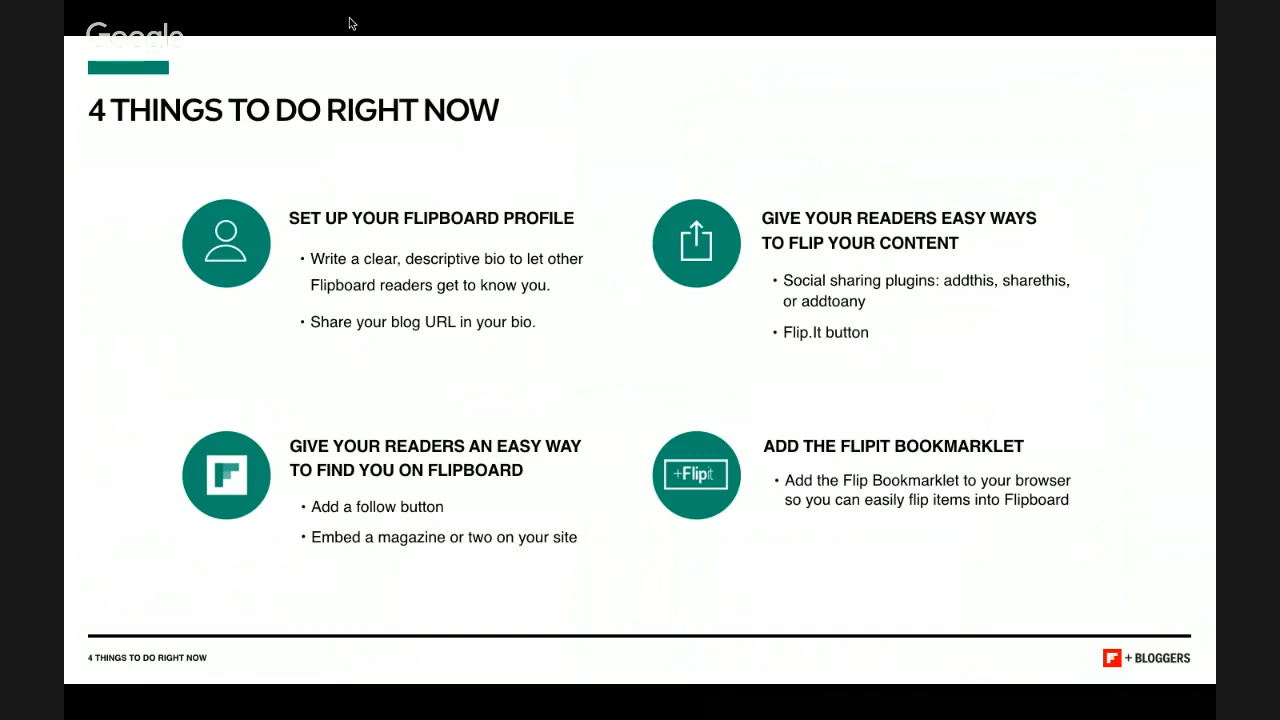 Google
4 THINGS TO DO RIGHT NOW
SET UP YOUR FLIPBOARD PROFILE
• Write a clear, descriptive bio to let other
Flipboard readers get to know you.
• Share your blog URL in your bio.
GIVE YOUR READERS EASY WAYS
TO FLIP YOUR CONTENT
• Social sharing plugins: addthis, sharethis,
or addtoany
• Flip.It button
GIVE YOUR READERS AN EASY WAY
TO FIND YOU ON FLIPBOARD
• Add a follow button
• Embed a magazine or two on your site
+Flipit
ADD THE FLIPIT BOOKMARKLET
• Add the Flip Bookmarklet to your browser
so you can easily flip items into Flipboard
4 THINGS TO DO RIGHT NOW
+ BLOGGERS